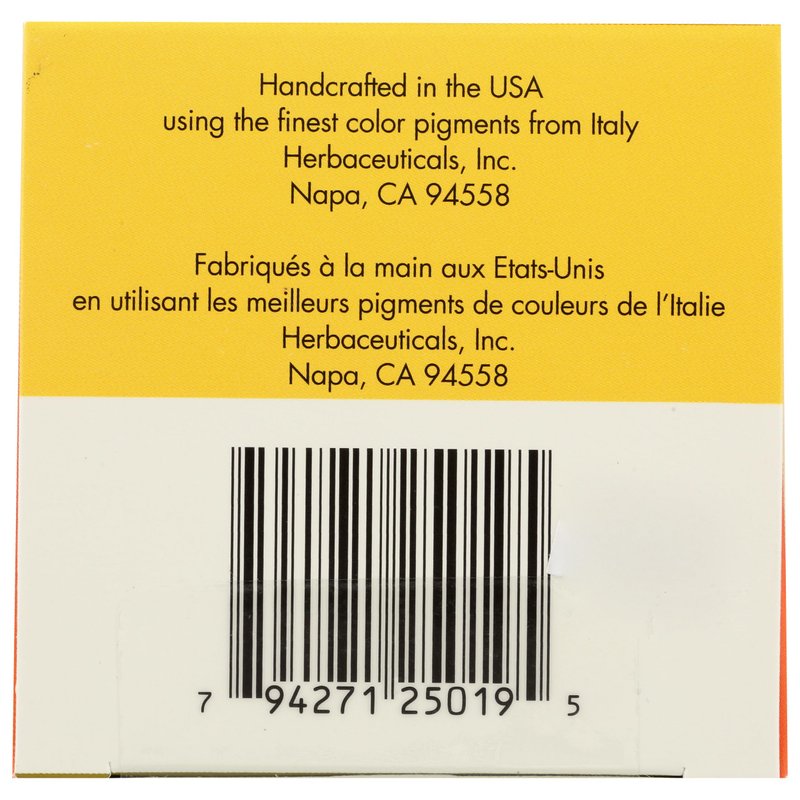 Handcrafted in the USA
using the finest color pigments from Italy
Herbaceuticals, Inc.
Napa, CA 94558
Fabriqués à la main aux Etats-Unis
en utilisant les meilleurs pigments de couleurs de l'Italie
Herbaceuticals, Inc.
Napa, CA 94558
7 94271 25019 5